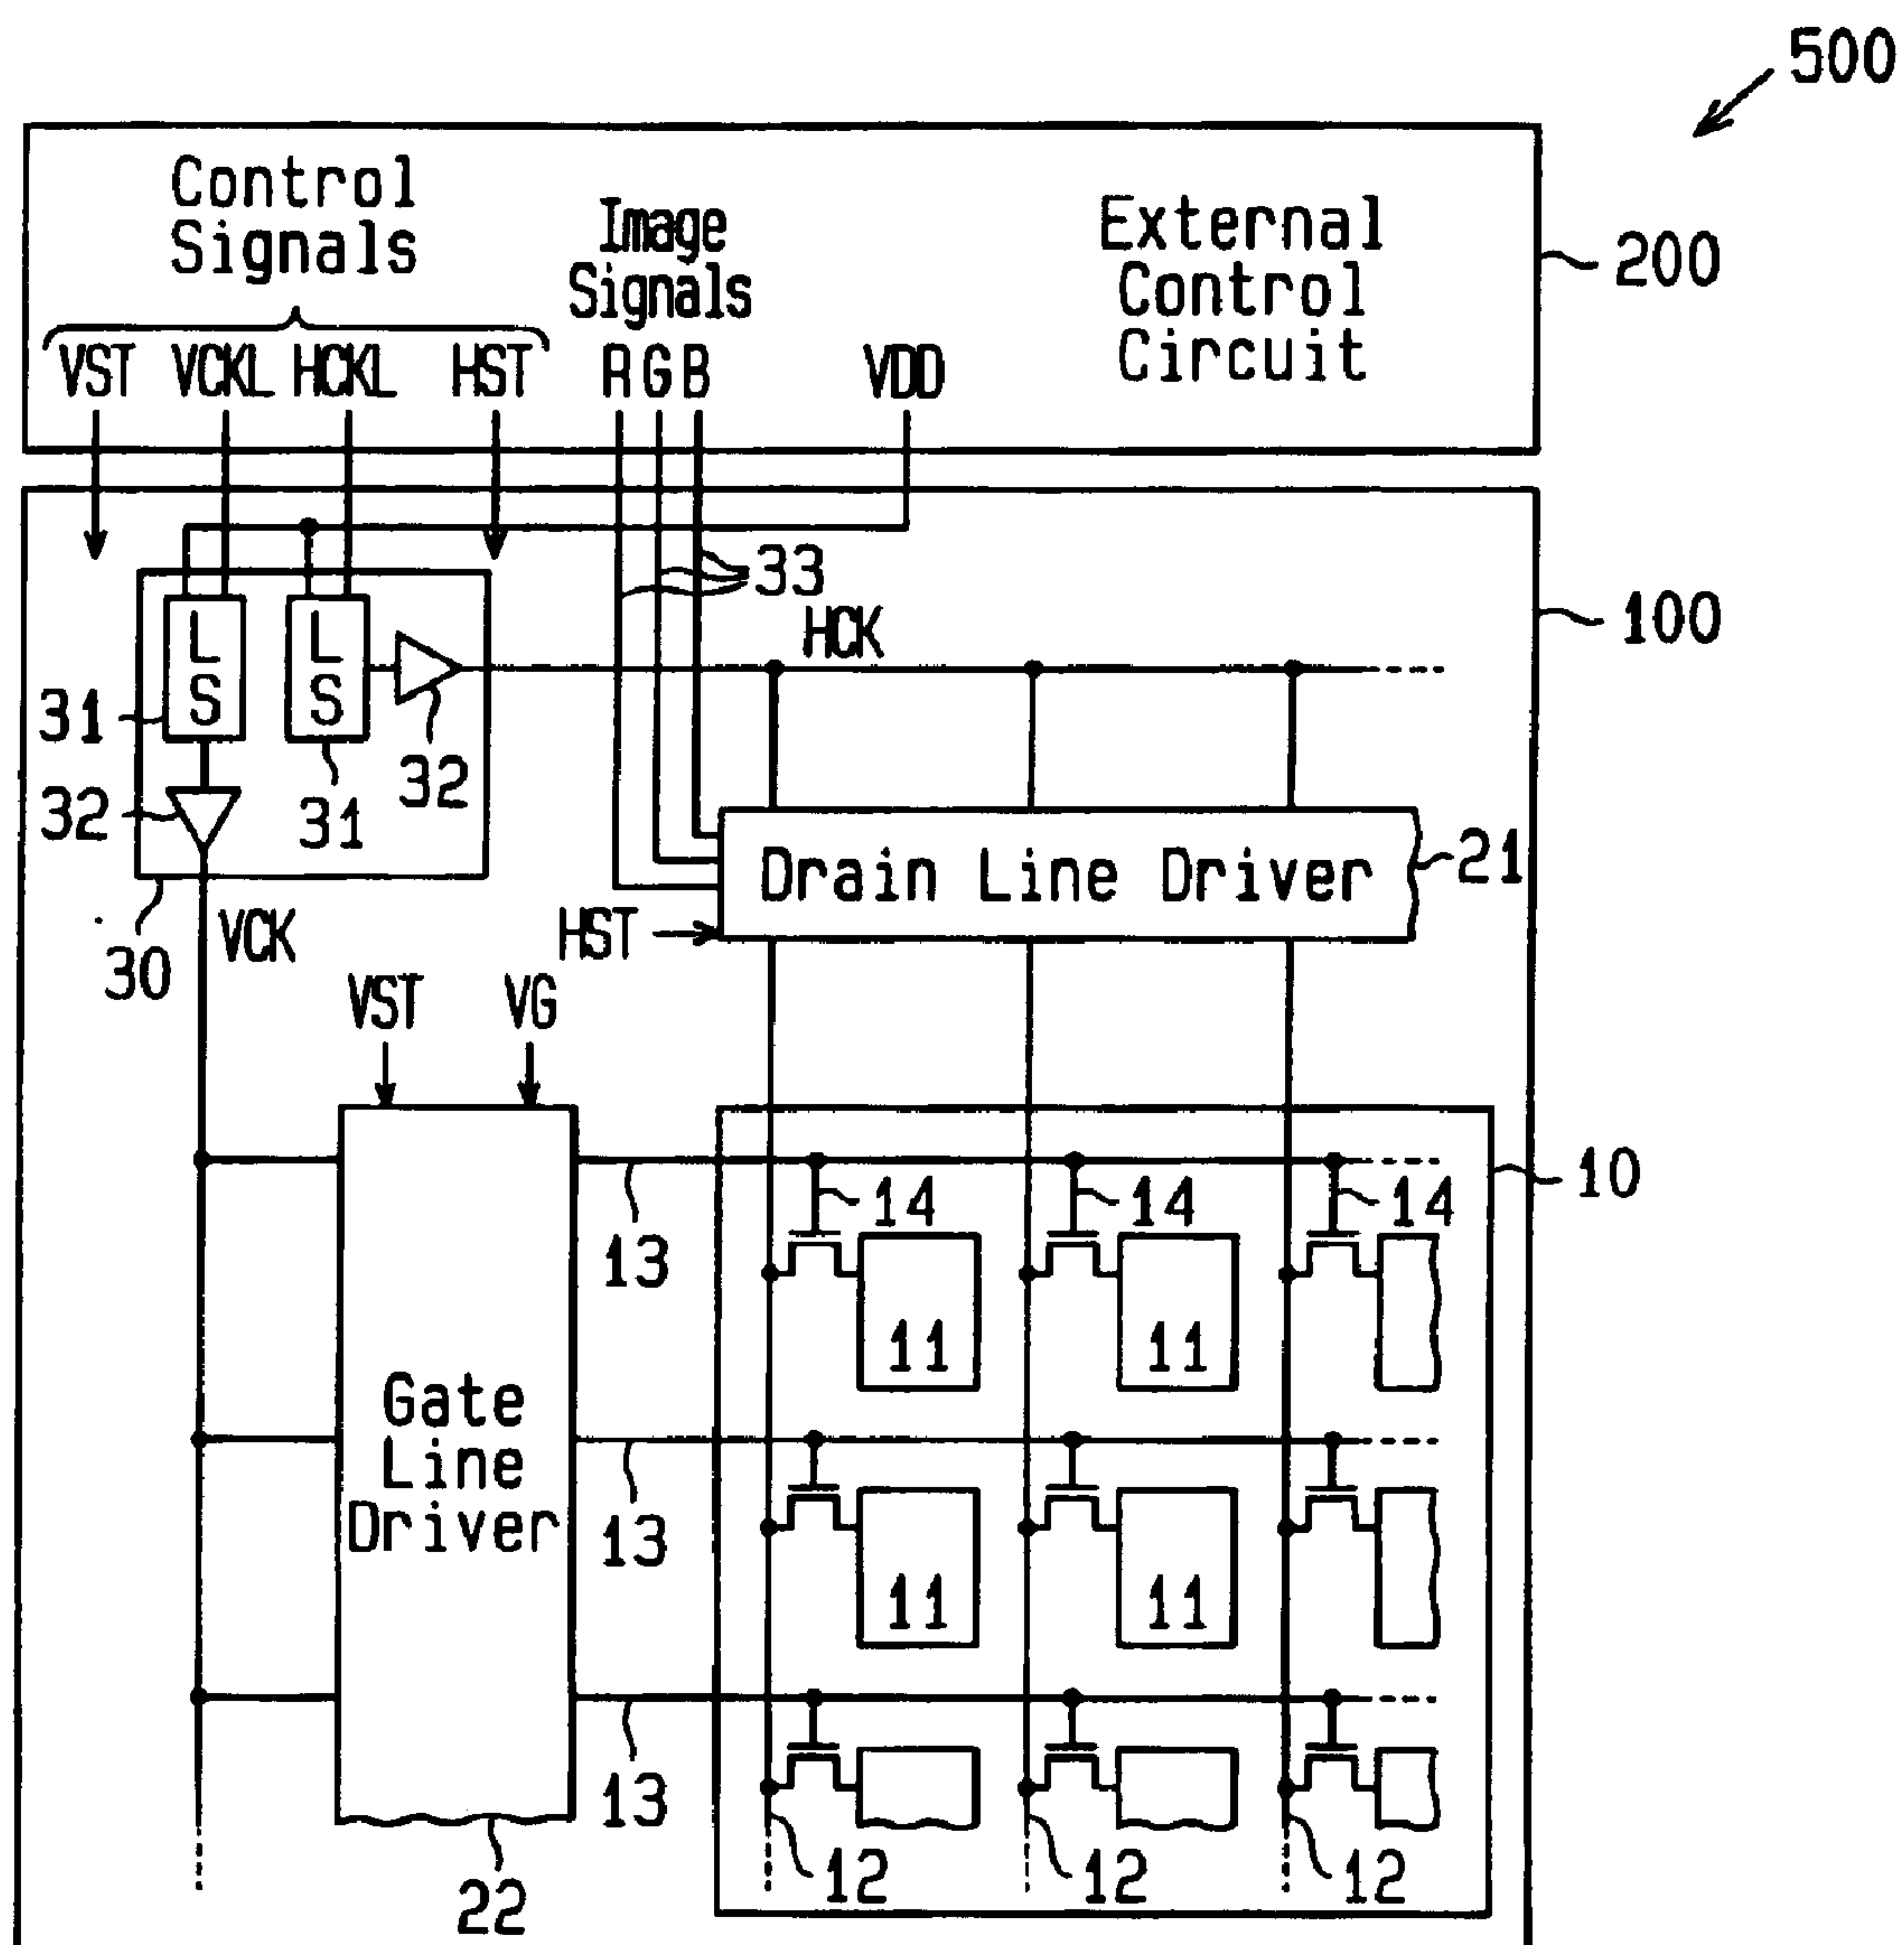 500
Control
Signals
Image
Signals
External
Control
Circuit
200
VST VCKL HCKL HST R G B VDD
33
HCK
100
L
S
L
S
31
32
32
31
Drain Line Driver
21
HST
30
VCK
VST VG
10
14 14 14
13
11 11
Gate
Line
Driver
13
11 11
13
12 12 12
22